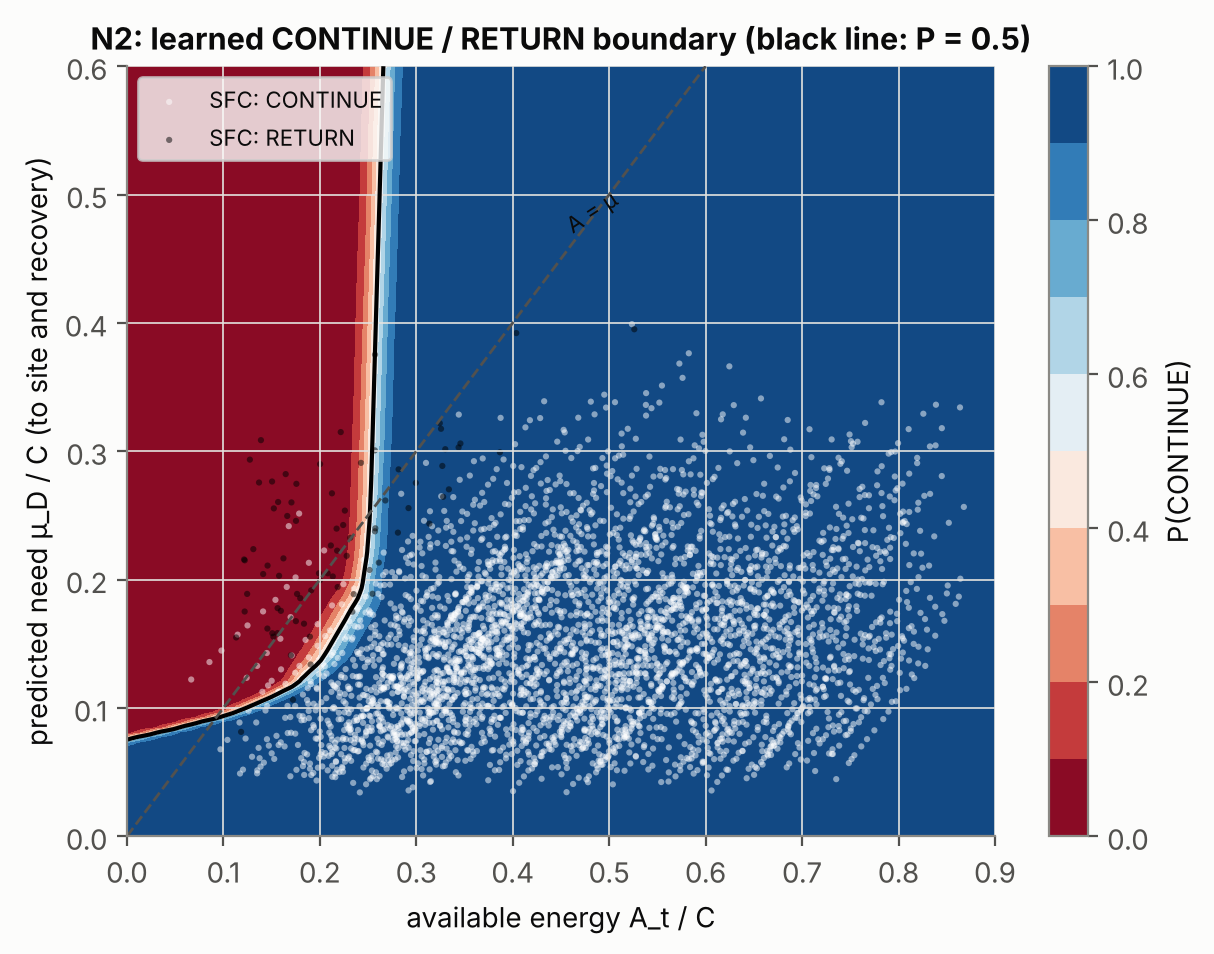 N2: learned CONTINUE / RETURN boundary (black line: P = 0.5)
SFC: CONTINUE
SFC: RETURN
A = μ
predicted need μ_D / C (to site and recovery)
0.6
0.5
0.4
0.3
0.2
0.1
0.0
0.0 0.1 0.2 0.3 0.4 0.5 0.6 0.7 0.8 0.9
available energy A_t / C
1.0
0.8
0.6
0.4
0.2
0.0
P(CONTINUE)